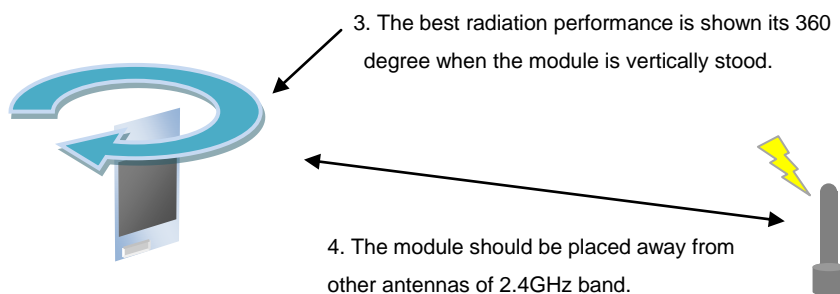 3. The best radiation performance is shown its 360
degree when the module is vertically stood.
4. The module should be placed away from
other antennas of 2.4GHz band.